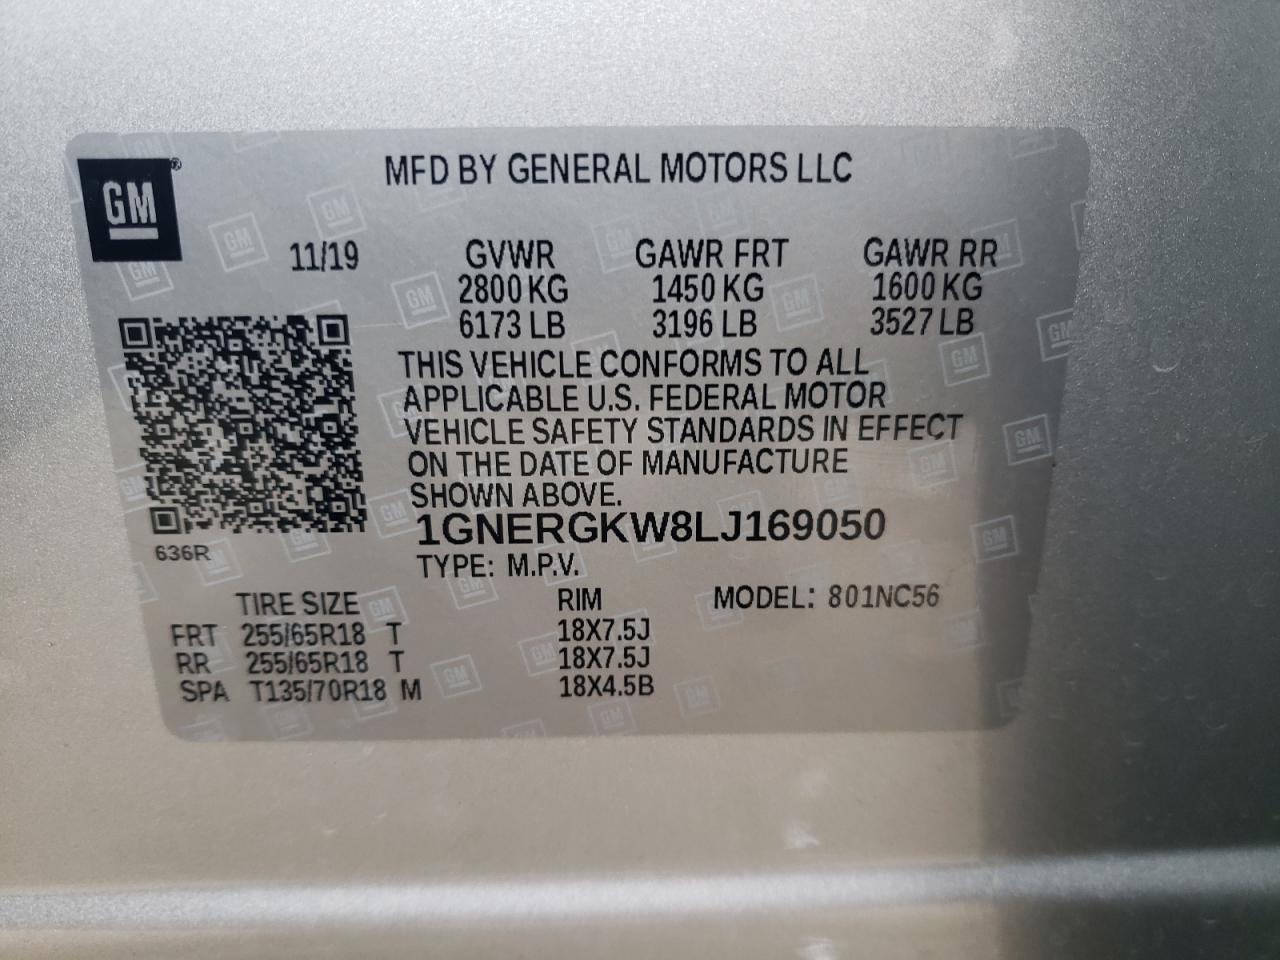 GM®
MFD BY GENERAL MOTORS LLC
11/19 GVWR GAWR FRT GAWR RR
2800 KG 1450 KG 1600 KG
6173 LB 3196 LB 3527 LB
THIS VEHICLE CONFORMS TO ALL
APPLICABLE U.S. FEDERAL MOTOR
VEHICLE SAFETY STANDARDS IN EFFECT
ON THE DATE OF MANUFACTURE
SHOWN ABOVE.
1GNERGKW8LJ169050
636R
TYPE: M.P.V.
TIRE SIZE RIM MODEL: 801NC56
FRT 255/65R18 T 18X7.5J
RR 255/65R18 T 18X7.5J
SPA T135/70R18 M 18X4.5B